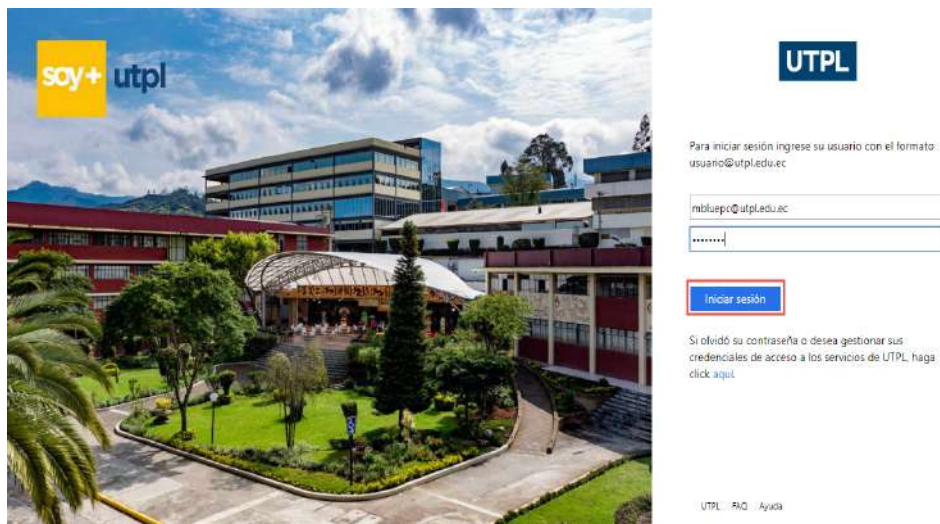 soy+ utpl
UTPL
Para iniciar sesión ingrese su usuario con el formato
usuario@utpl.edu.ec
mbluepc@utpl.edu.ec
••••••••
Iniciar sesión
Si olvidó su contraseña o desea gestionar sus
credenciales de acceso a los servicios de UTPL, haga
click aquí.
UTPL FAQ Ayuda